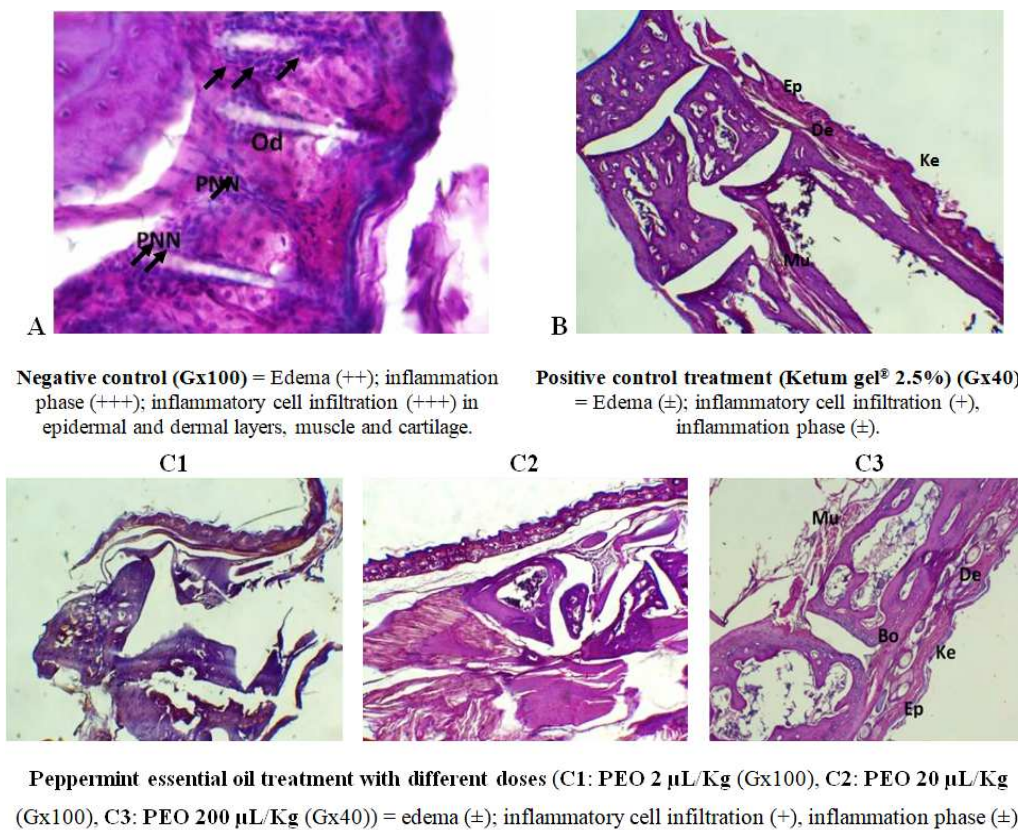 Od
PNN
PNN
A
Ep
De
Ke
Mu
B
Negative control (Gx100) = Edema (++); inflammation
phase (+++); inflammatory cell infiltration (+++) in
epidermal and dermal layers, muscle and cartilage.
Positive control treatment (Ketum gel® 2.5%) (Gx40)
= Edema (±); inflammatory cell infiltration (+),
inflammation phase (±).
C1
C2
C3
Mu
De
Bo
Ke
Ep
Peppermint essential oil treatment with different doses (C1: PEO 2 µL/Kg (Gx100), C2: PEO 20 µL/Kg
(Gx100), C3: PEO 200 µL/Kg (Gx40)) = edema (±); inflammatory cell infiltration (+), inflammation phase (±)